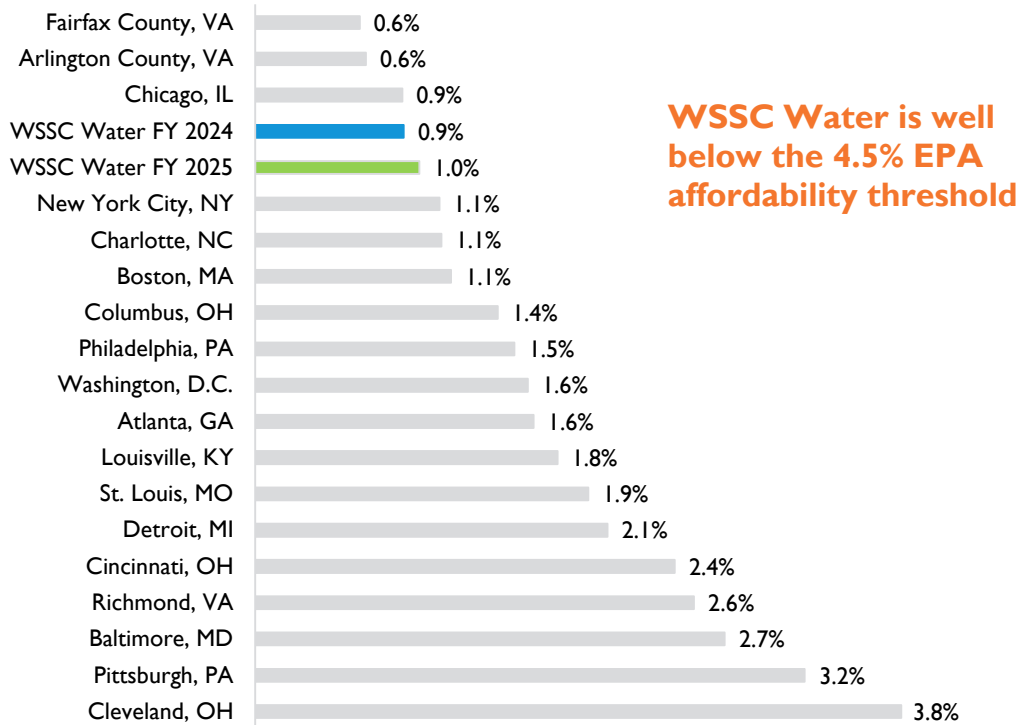 Fairfax County, VA 0.6%
Arlington County, VA 0.6%
Chicago, IL 0.9%
WSSC Water FY 2024 0.9%
WSSC Water FY 2025 1.0%
New York City, NY 1.1%
Charlotte, NC 1.1%
Boston, MA 1.1%
Columbus, OH 1.4%
Philadelphia, PA 1.5%
Washington, D.C. 1.6%
Atlanta, GA 1.6%
Louisville, KY 1.8%
St. Louis, MO 1.9%
Detroit, MI 2.1%
Cincinnati, OH 2.4%
Richmond, VA 2.6%
Baltimore, MD 2.7%
Pittsburgh, PA 3.2%
Cleveland, OH 3.8%
WSSC Water is well
below the 4.5% EPA
affordability threshold